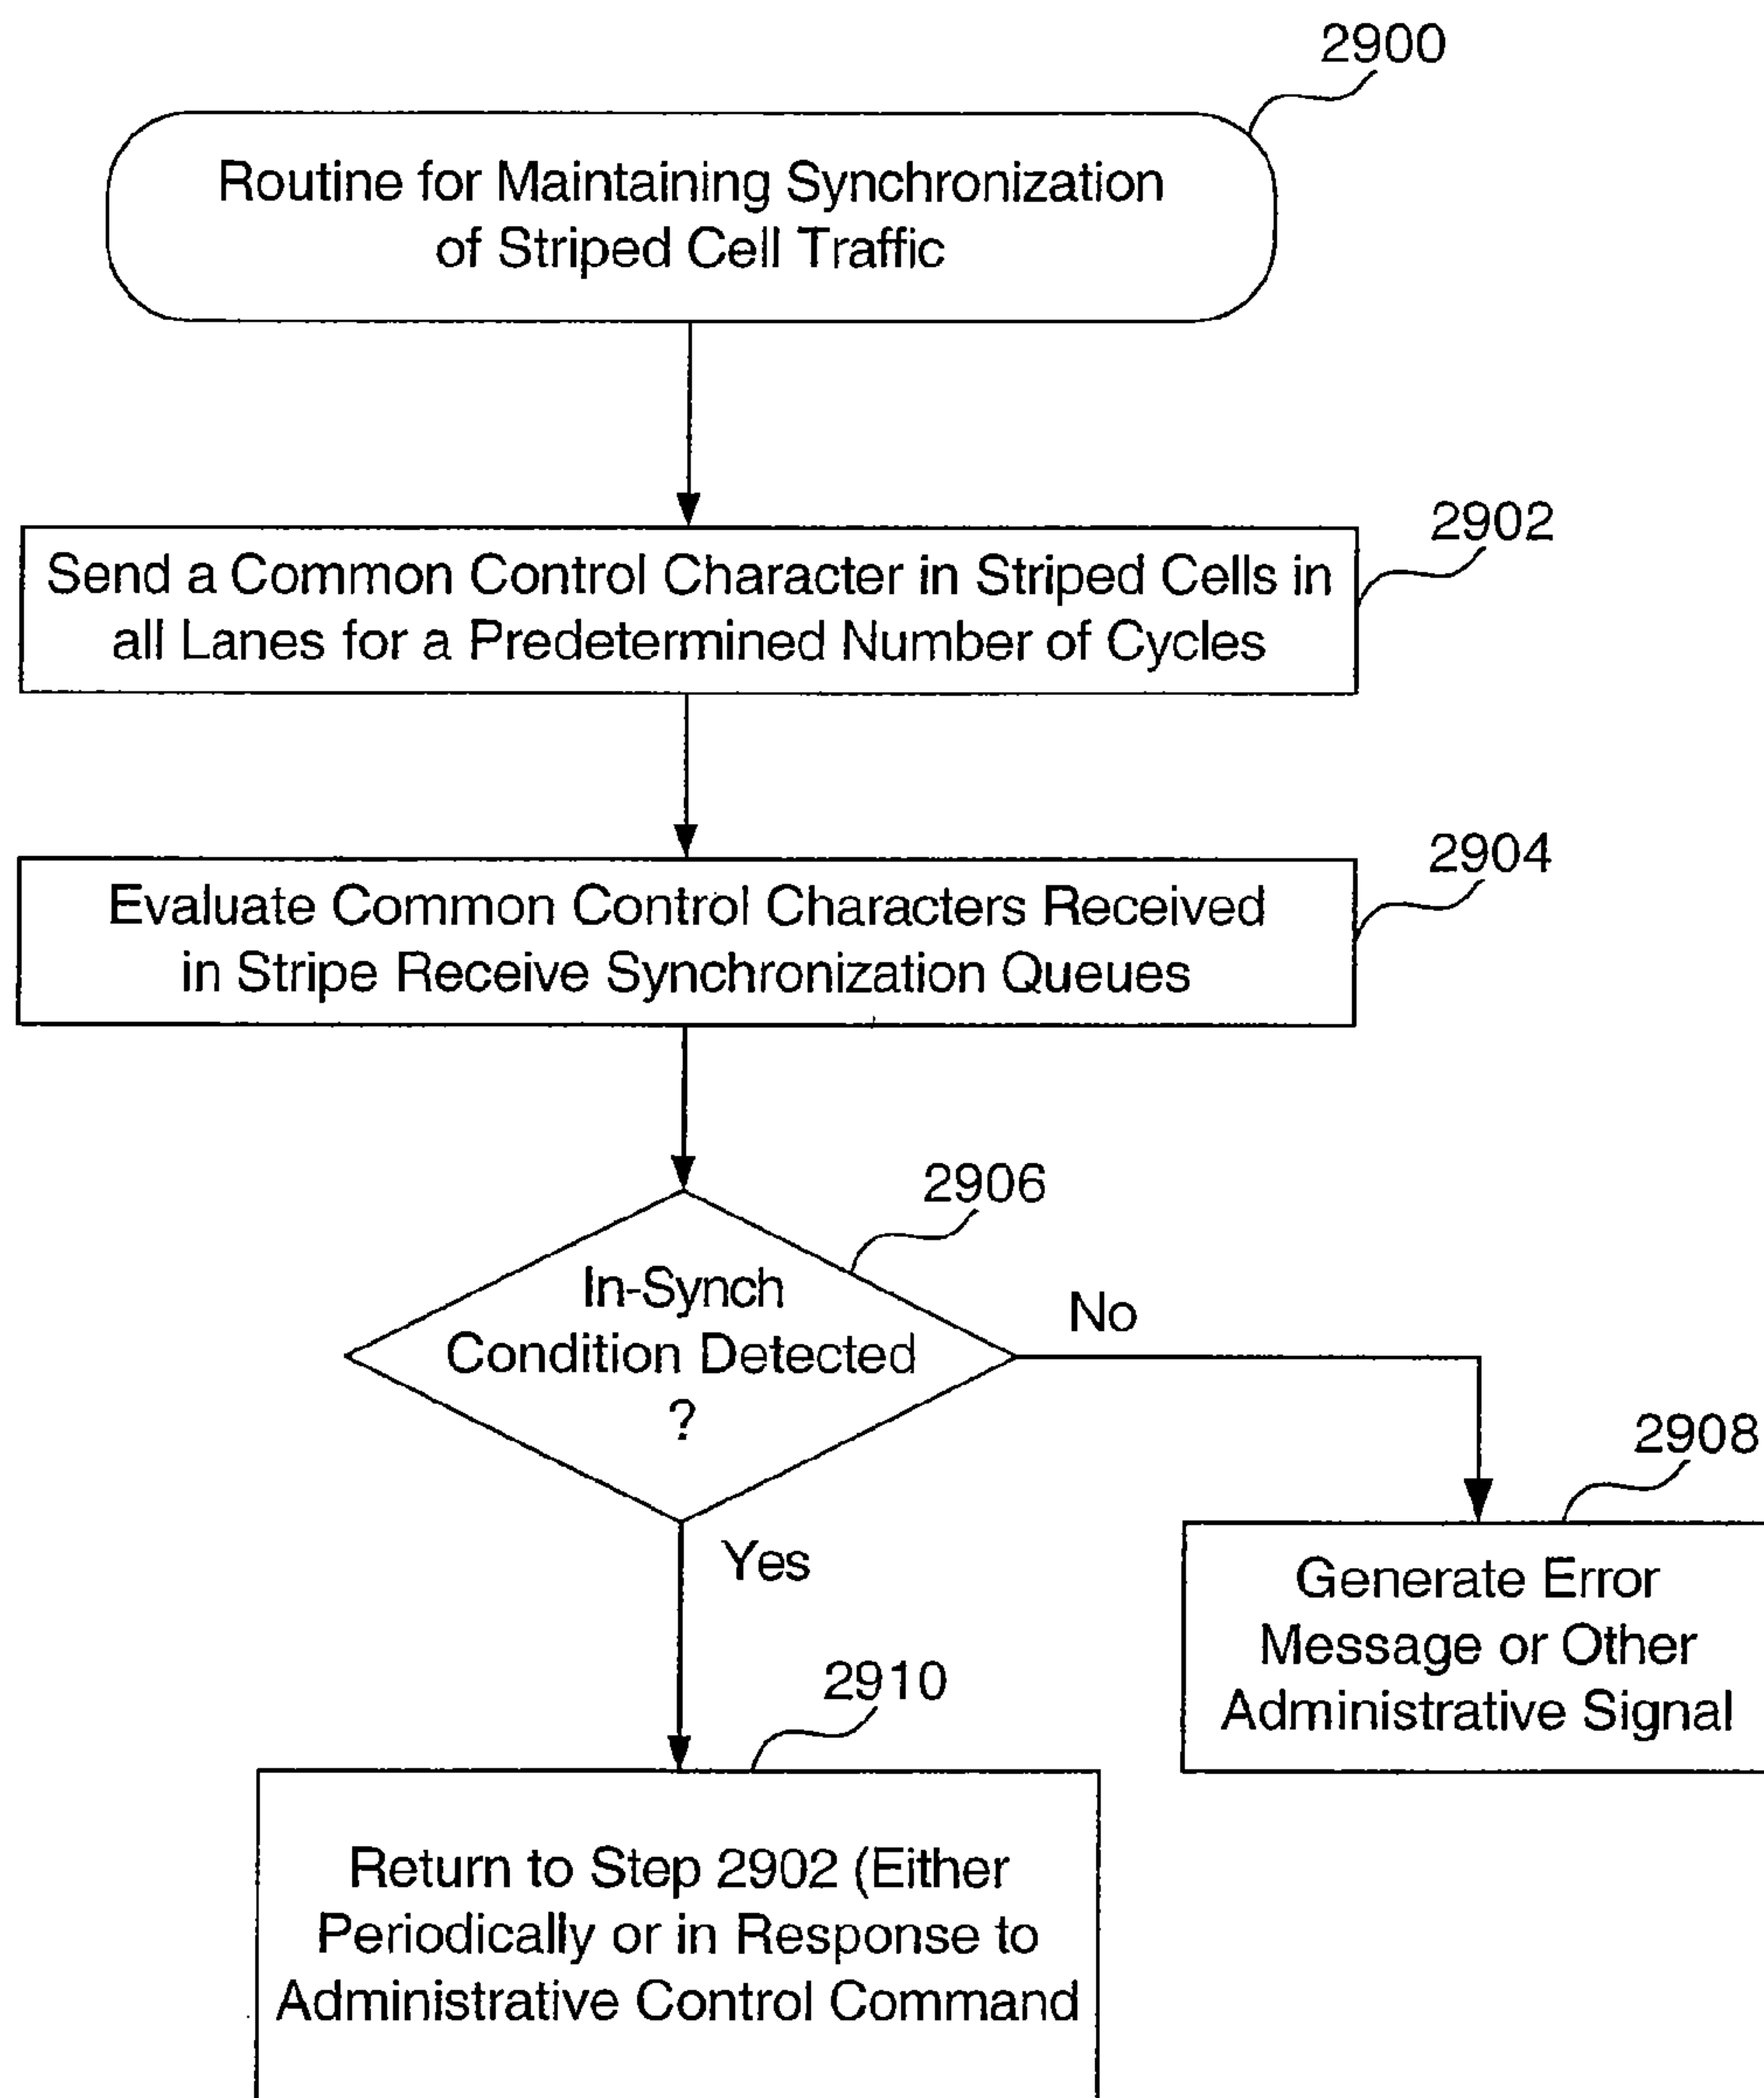 2900
Routine for Maintaining Synchronization
of Striped Cell Traffic
2902
Send a Common Control Character in Striped Cells in
all Lanes for a Predetermined Number of Cycles
2904
Evaluate Common Control Characters Received
in Stripe Receive Synchronization Queues
2906
In-Synch
Condition Detected
?
No
2908
Yes
Generate Error
Message or Other
Administrative Signal
2910
Return to Step 2902 (Either
Periodically or in Response to
Administrative Control Command